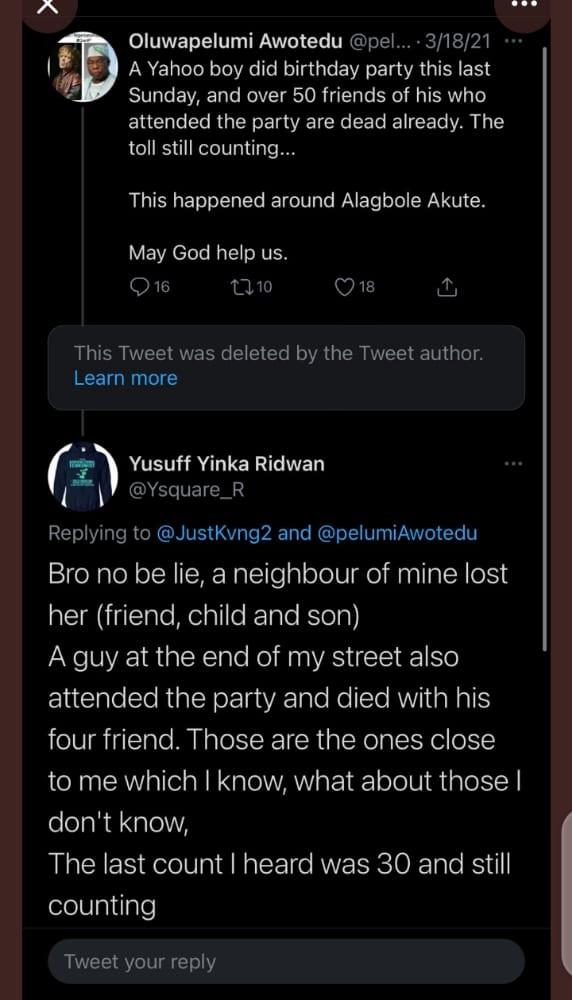 Oluwapelumi Awotedu @pel... · 3/18/21
A Yahoo boy did birthday party this last
Sunday, and over 50 friends of his who
attended the party are dead already. The
toll still counting...
This happened around Alagbole Akute.
May God help us.
16 10 18
This Tweet was deleted by the Tweet author.
Learn more
Yusuff Yinka Ridwan
@Ysquare_R
Replying to @JustKvng2 and @pelumiAwotedu
Bro no be lie, a neighbour of mine lost
her (friend, child and son)
A guy at the end of my street also
attended the party and died with his
four friend. Those are the ones close
to me which I know, what about those I
don't know,
The last count I heard was 30 and still
counting
Tweet your reply